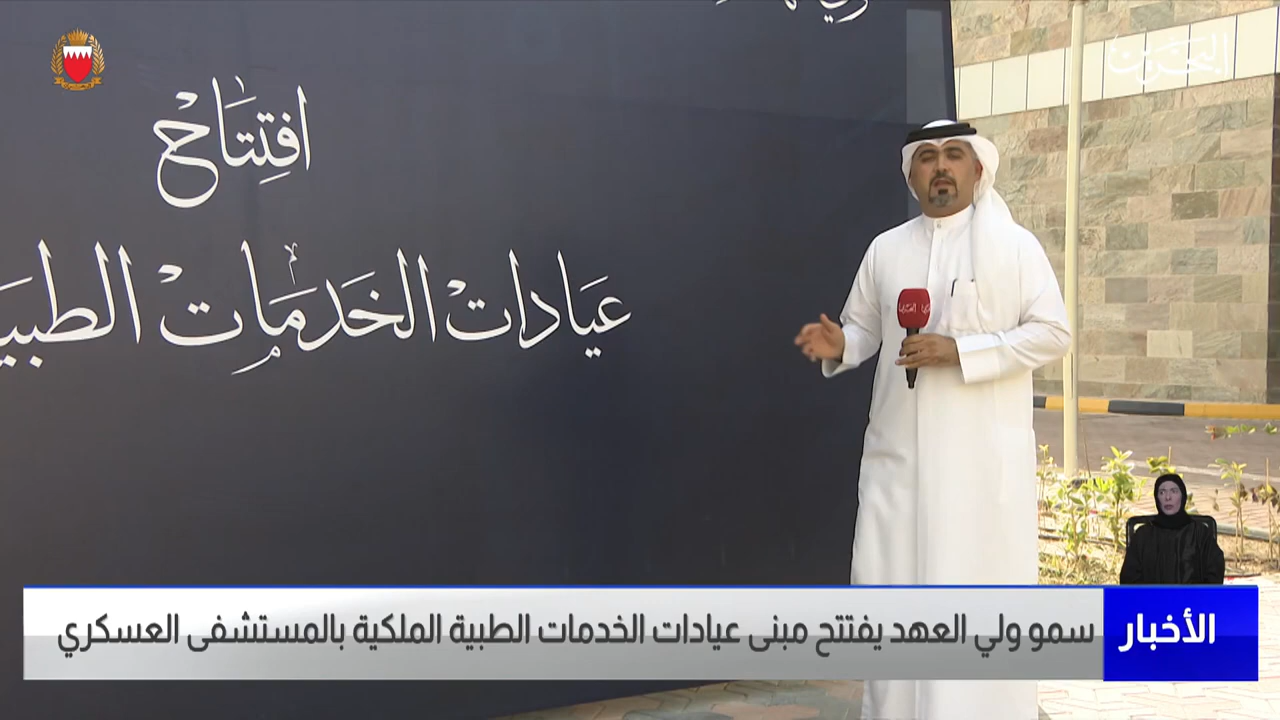 البحرين
افتتاح
عيادات الخدمات الطبية
الأخبار
سمو ولي العهد يفتتح مبنى عيادات الخدمات الطبية الملكية بالمستشفى العسكري